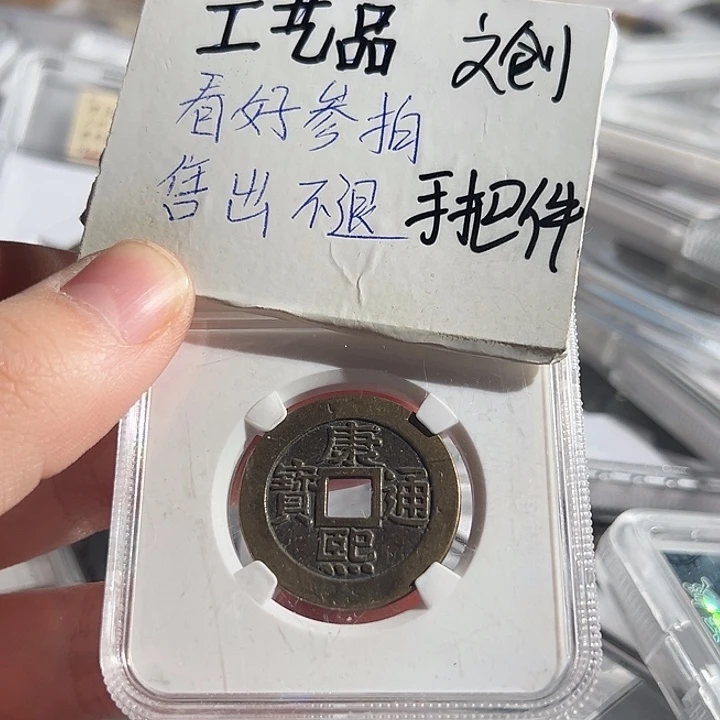 工艺品 文创
看好参拍
售出不退 手把件
康熙通寶